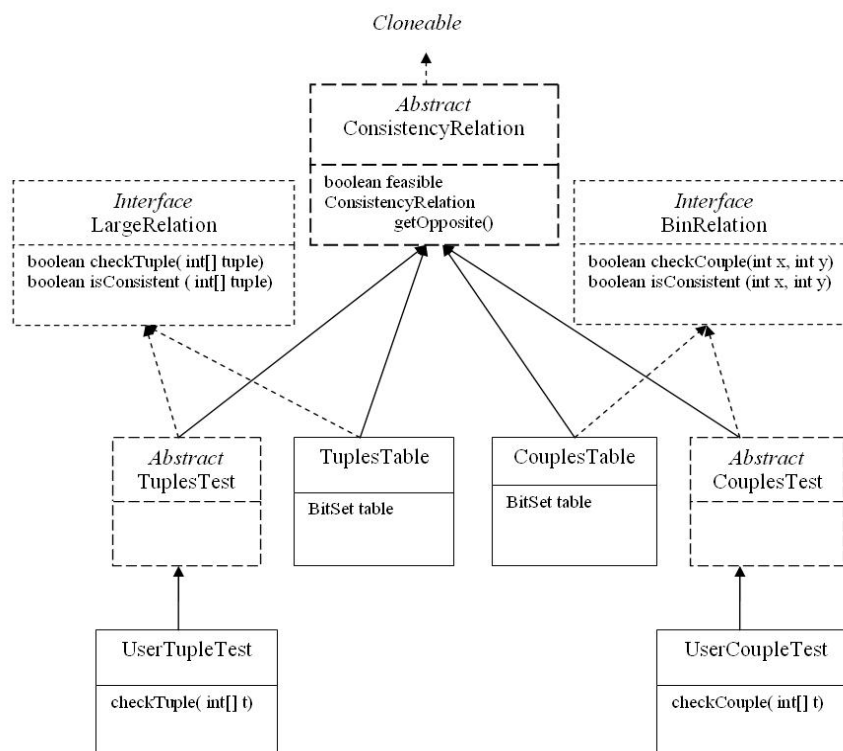 Cloneable
Abstract
ConsistencyRelation
boolean feasible
ConsistencyRelation
getOpposite()
Interface
LargeRelation
boolean checkTuple( int[] tuple)
boolean isConsistent ( int[] tuple)
Interface
BinRelation
boolean checkCouple(int x, int y)
boolean isConsistent (int x, int y)
Abstract
TuplesTest
TuplesTable
BitSet table
CouplesTable
BitSet table
Abstract
CouplesTest
UserTupleTest
checkTuple( int[] t)
UserCoupleTest
checkCouple( int[] t)